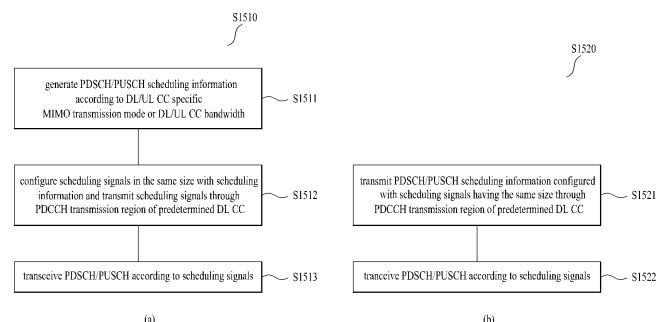 S1510
generate PDSCH/PUSCH scheduling information
according to DL/UL CC specific
MIMO transmission mode or DL/UL CC bandwidth
S1511
configure scheduling signals in the same size with scheduling
information and transmit scheduling signals through
PDCCH transmission region of predetermined DL CC
S1512
transceive PDSCH/PUSCH according to scheduling signals
S1513
(a)
S1520
transmit PDSCH/PUSCH scheduling information configured
with scheduling signals having the same size through
PDCCH transmission region of predetermined DL CC
S1521
tranceive PDSCH/PUSCH according to scheduling signals
S1522
(b)